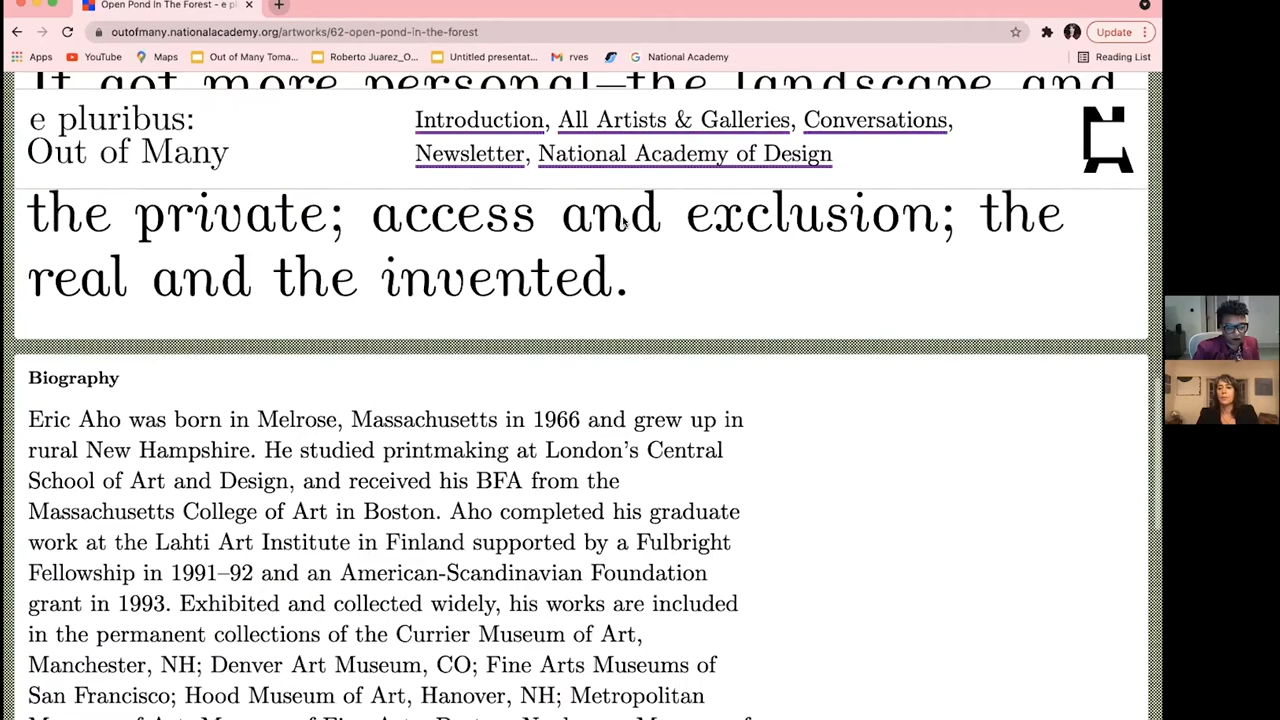 Open Pond In The Forest - e pl
outofmany.nationalacademy.org/artworks/62-open-pond-in-the-forest
Update
Apps YouTube Maps Out of Many Toma... Roberto Juarez_O... Untitled presentat... rves National Academy Reading List
It got more personal—the landscape and
e pluribus:
Out of Many
Introduction, All Artists & Galleries, Conversations,
Newsletter, National Academy of Design
the private; access and exclusion; the
real and the invented.
Biography
Eric Aho was born in Melrose, Massachusetts in 1966 and grew up in
rural New Hampshire. He studied printmaking at London's Central
School of Art and Design, and received his BFA from the
Massachusetts College of Art in Boston. Aho completed his graduate
work at the Lahti Art Institute in Finland supported by a Fulbright
Fellowship in 1991–92 and an American-Scandinavian Foundation
grant in 1993. Exhibited and collected widely, his works are included
in the permanent collections of the Currier Museum of Art,
Manchester, NH; Denver Art Museum, CO; Fine Arts Museums of
San Francisco; Hood Museum of Art, Hanover, NH; Metropolitan